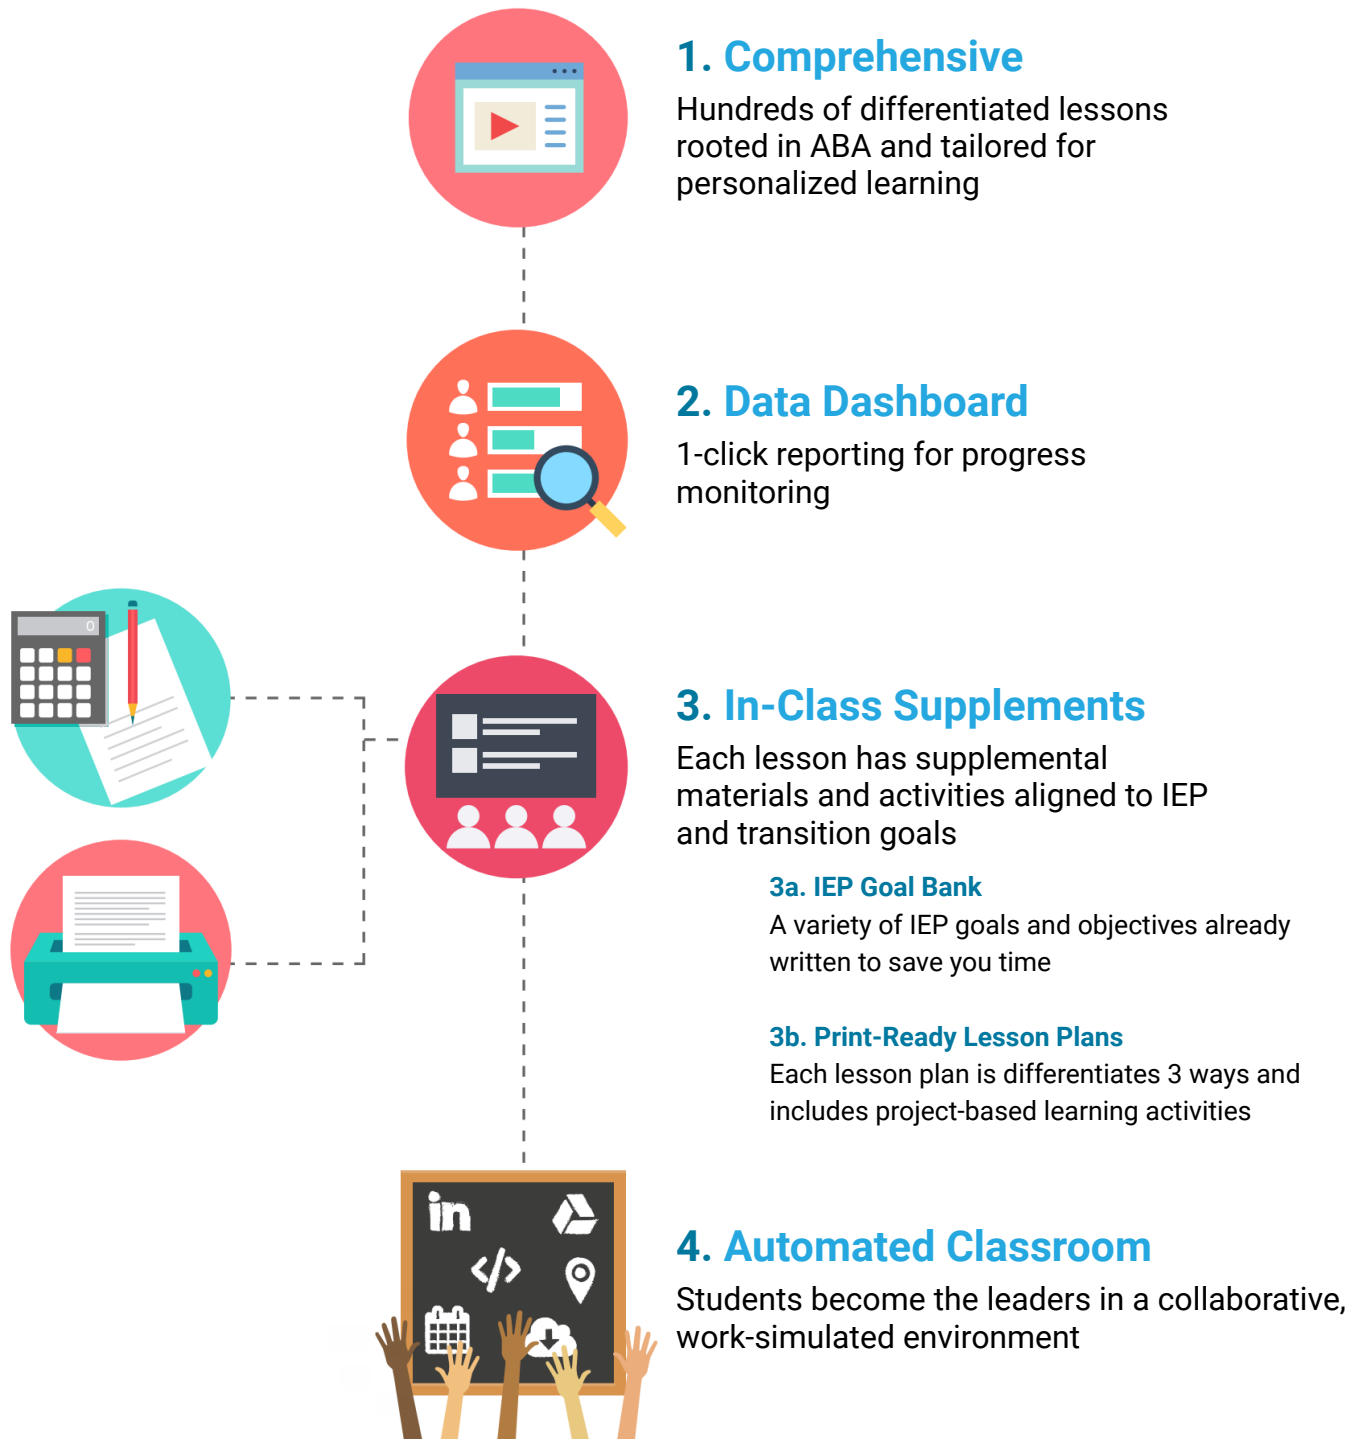 1. Comprehensive
Hundreds of differentiated lessons
rooted in ABA and tailored for
personalized learning
2. Data Dashboard
1-click reporting for progress
monitoring
0
3. In-Class Supplements
Each lesson has supplemental
materials and activities aligned to IEP
and transition goals
3a. IEP Goal Bank
A variety of IEP goals and objectives already
written to save you time
3b. Print-Ready Lesson Plans
Each lesson plan is differentiates 3 ways and
includes project-based learning activities
in
</>
4. Automated Classroom
Students become the leaders in a collaborative,
work-simulated environment